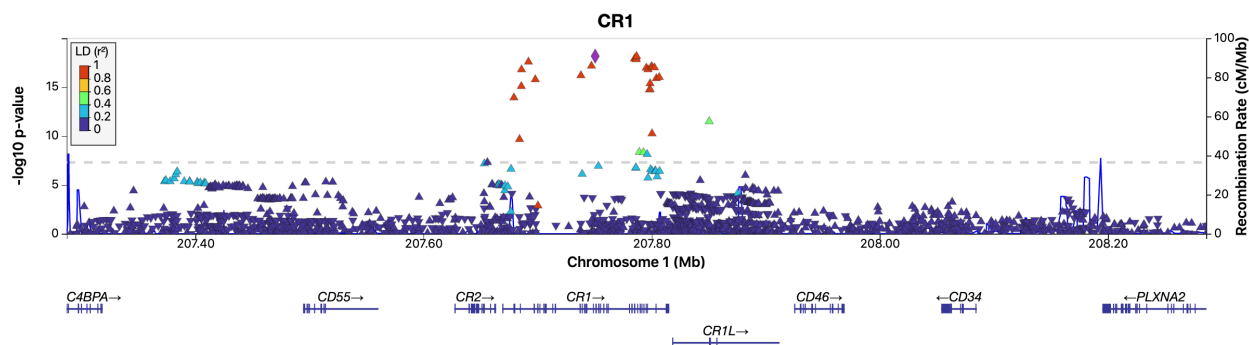 CR1
LD (r²)
1
0.8
0.6
0.4
0.2
0
-log10 p-value
15
10
5
0
100
80
60
40
20
0
Recombination Rate (cM/Mb)
207.40 207.60 207.80 208.00 208.20
Chromosome 1 (Mb)
C4BPA→ CD55→ CR2→ CR1→ CD46→ ←CD34 ←PLXNA2
CR1L→